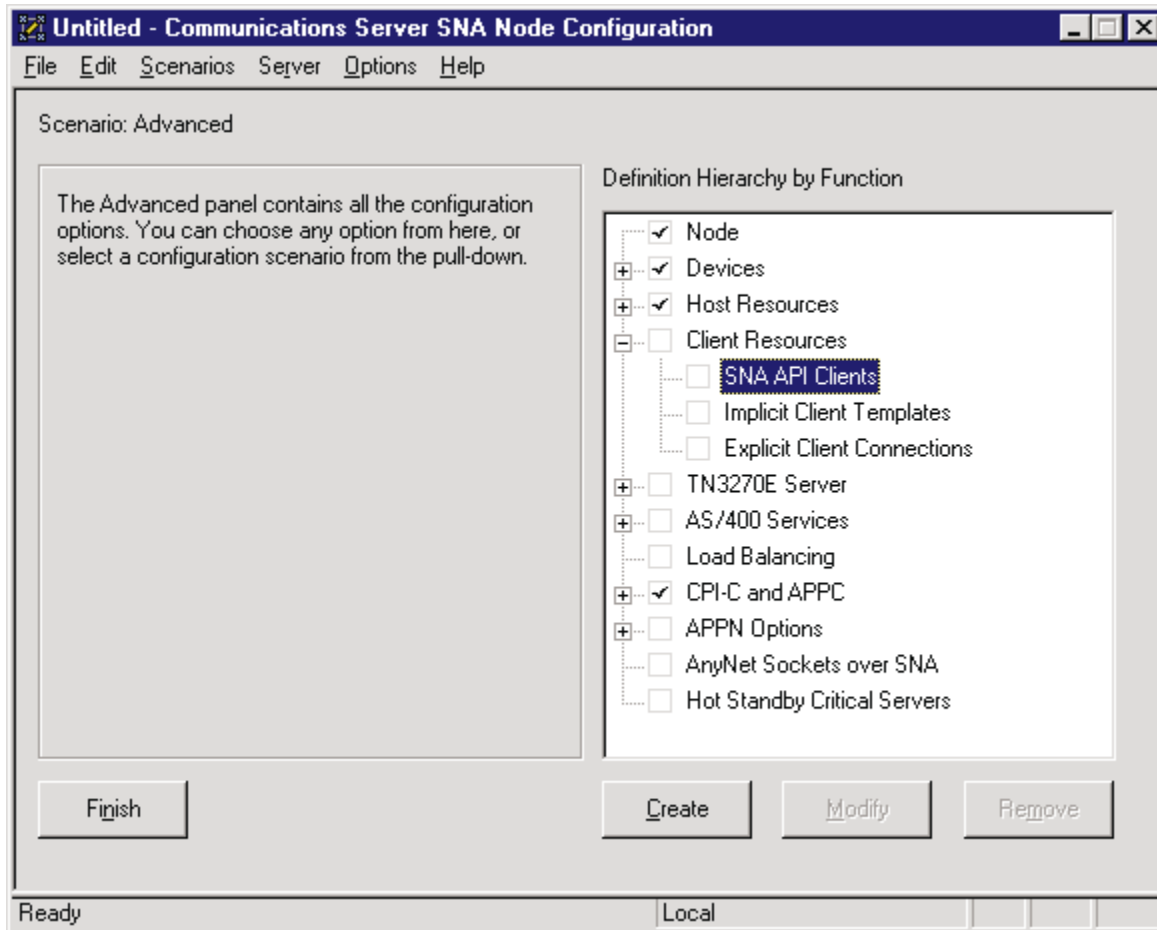 Untitled - Communications Server SNA Node Configuration
File Edit Scenarios Server Options Help
Scenario: Advanced
The Advanced panel contains all the configuration
options. You can choose any option from here, or
select a configuration scenario from the pull-down.
Definition Hierarchy by Function
Node
Devices
Host Resources
Client Resources
SNA API Clients
Implicit Client Templates
Explicit Client Connections
TN3270E Server
AS/400 Services
Load Balancing
CPI-C and APPC
APPN Options
AnyNet Sockets over SNA
Hot Standby Critical Servers
Finish
Create
Modify
Remove
Ready
Local